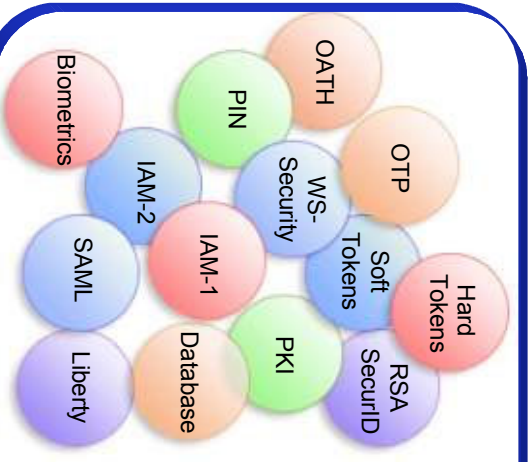 Hard
Tokens
OTP
RSA
SecurID
Soft
Tokens
OATH
WS-
Security
PKI
PIN
IAM-1
Database
IAM-2
SAML
Liberty
Biometrics